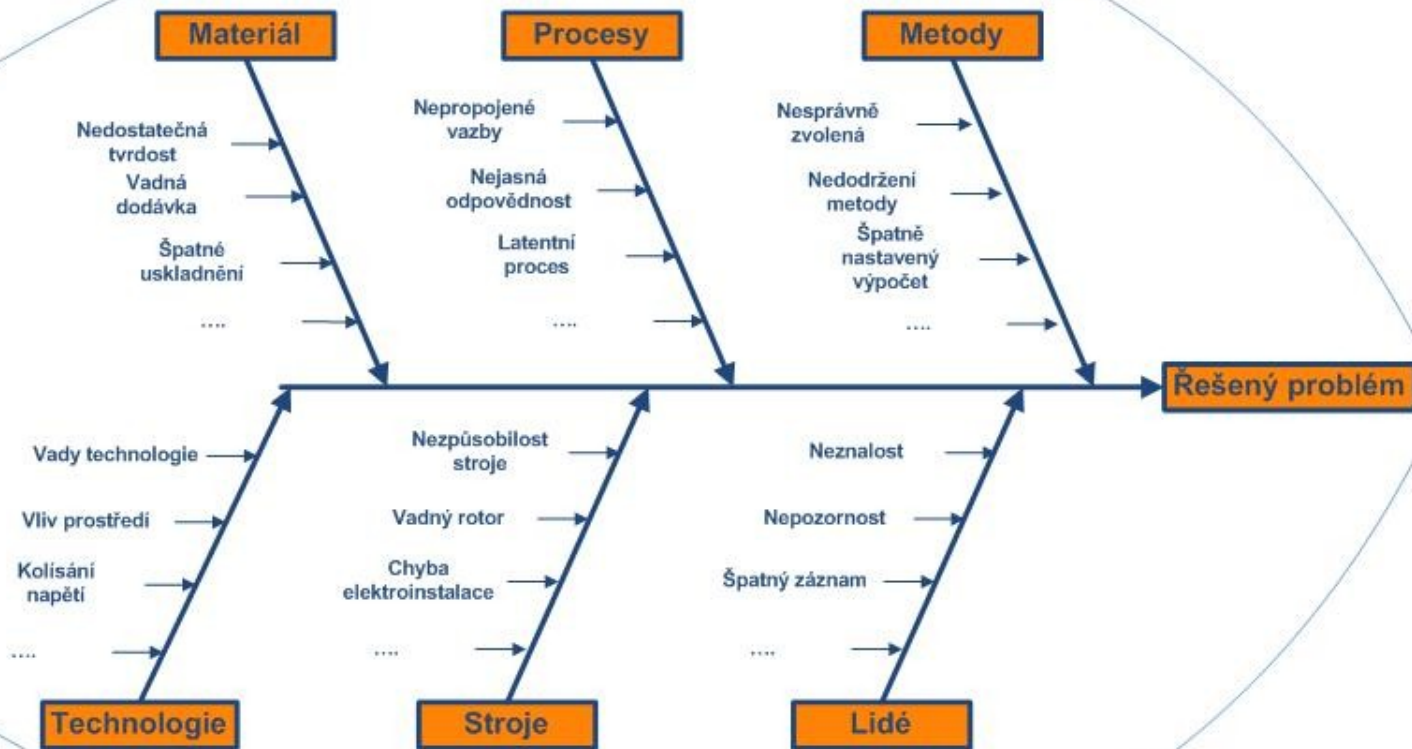 Materiál
Procesy
Metody
Nedostatečná
tvrdost
Vadná
dodávka
Špatné
uskladnění
....
Nepropojené
vazby
Nejasná
odpovědnost
Latentní
proces
....
Nesprávně
zvolená
Nedodržení
metody
Špatně
nastavený
výpočet
....
Řešený problém
Vady technologie
Vliv prostředí
Kolísání
napětí
....
Nezpůsobilost
stroje
Vadný rotor
Chyba
elektroinstalace
....
Neznalost
Nepozornost
Špatný záznam
....
Technologie
Stroje
Lidé